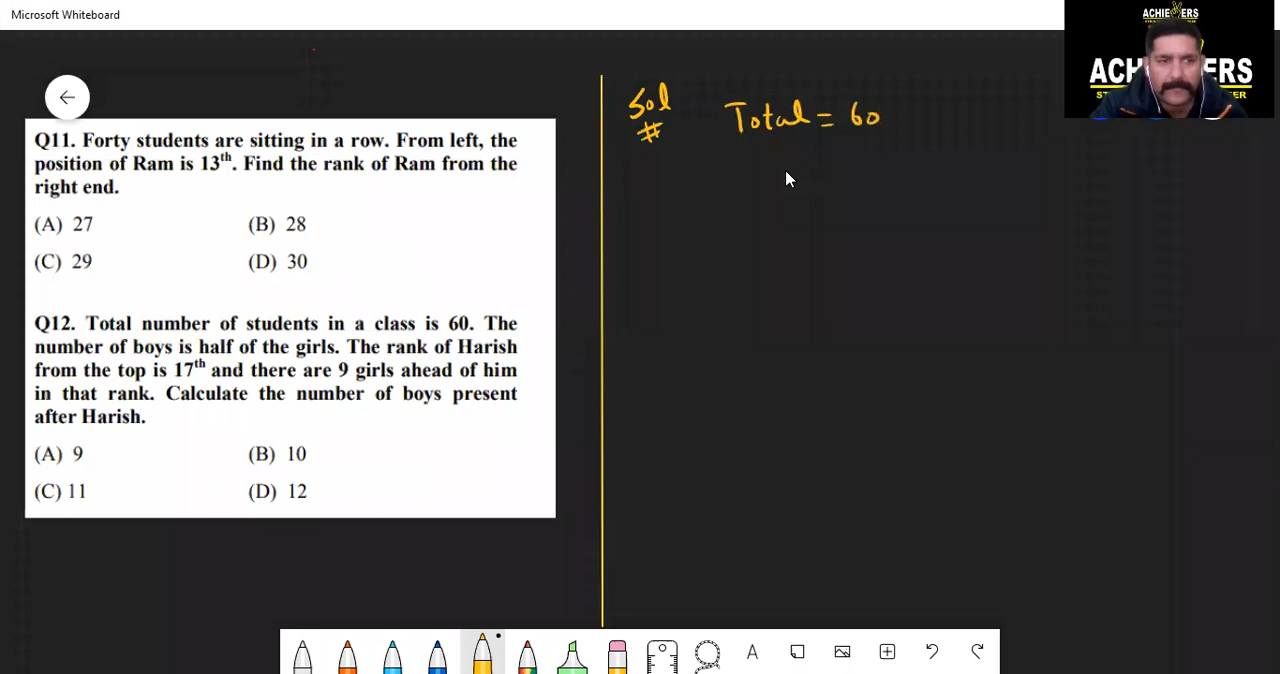 Microsoft Whiteboard
ACHIEVERS
ACH ERS
Q11. Forty students are sitting in a row. From left, the
position of Ram is 13th. Find the rank of Ram from the
right end.
(A) 27 (B) 28
(C) 29 (D) 30
Q12. Total number of students in a class is 60. The
number of boys is half of the girls. The rank of Harish
from the top is 17th and there are 9 girls ahead of him
in that rank. Calculate the number of boys present
after Harish.
(A) 9 (B) 10
(C) 11 (D) 12
Sol
#
Total = 60
A